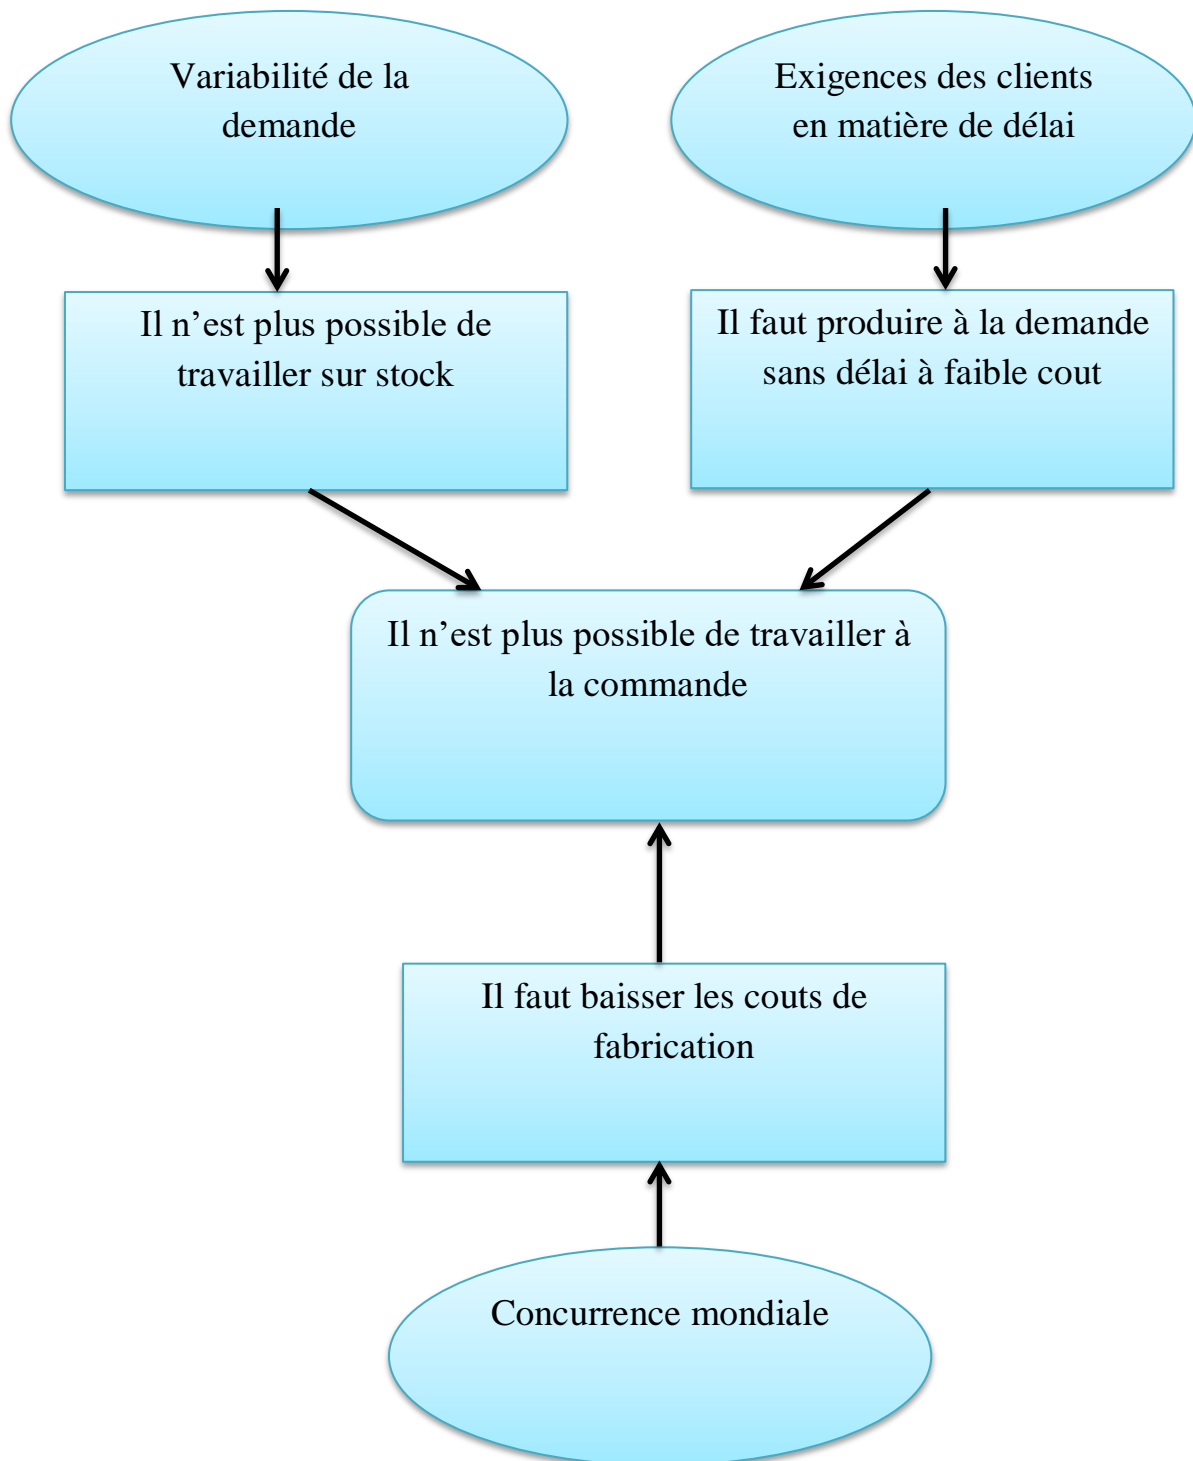 Variabilité de la
demande
Exigences des clients
en matière de délai
Il n’est plus possible de
travailler sur stock
Il faut produire à la demande
sans délai à faible cout
Il n’est plus possible de travailler à
la commande
Il faut baisser les couts de
fabrication
Concurrence mondiale